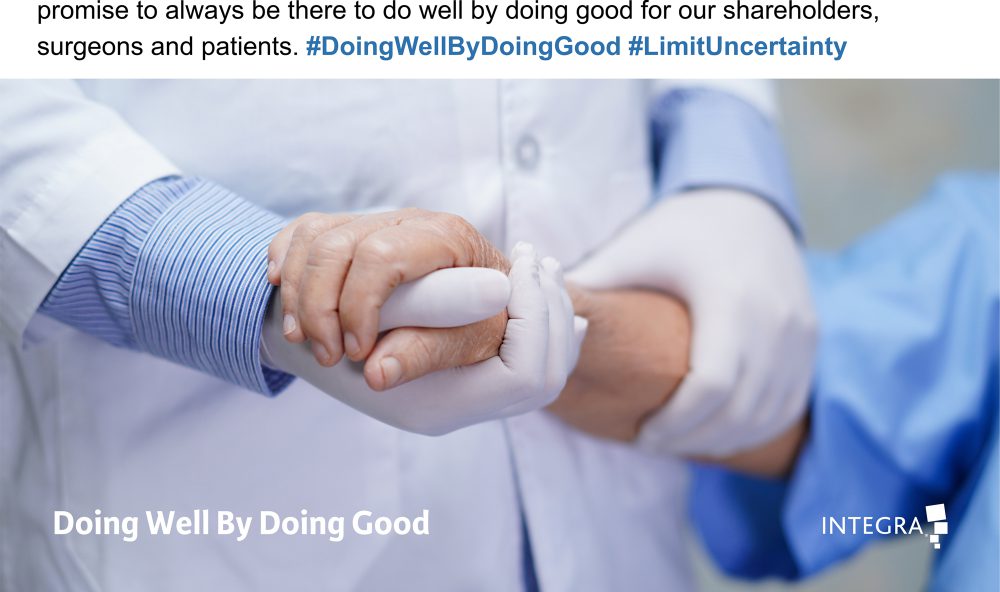 promise to always be there to do well by doing good for our shareholders,
surgeons and patients. #DoingWellByDoingGood #LimitUncertainty
Doing Well By Doing Good
INTEGRA